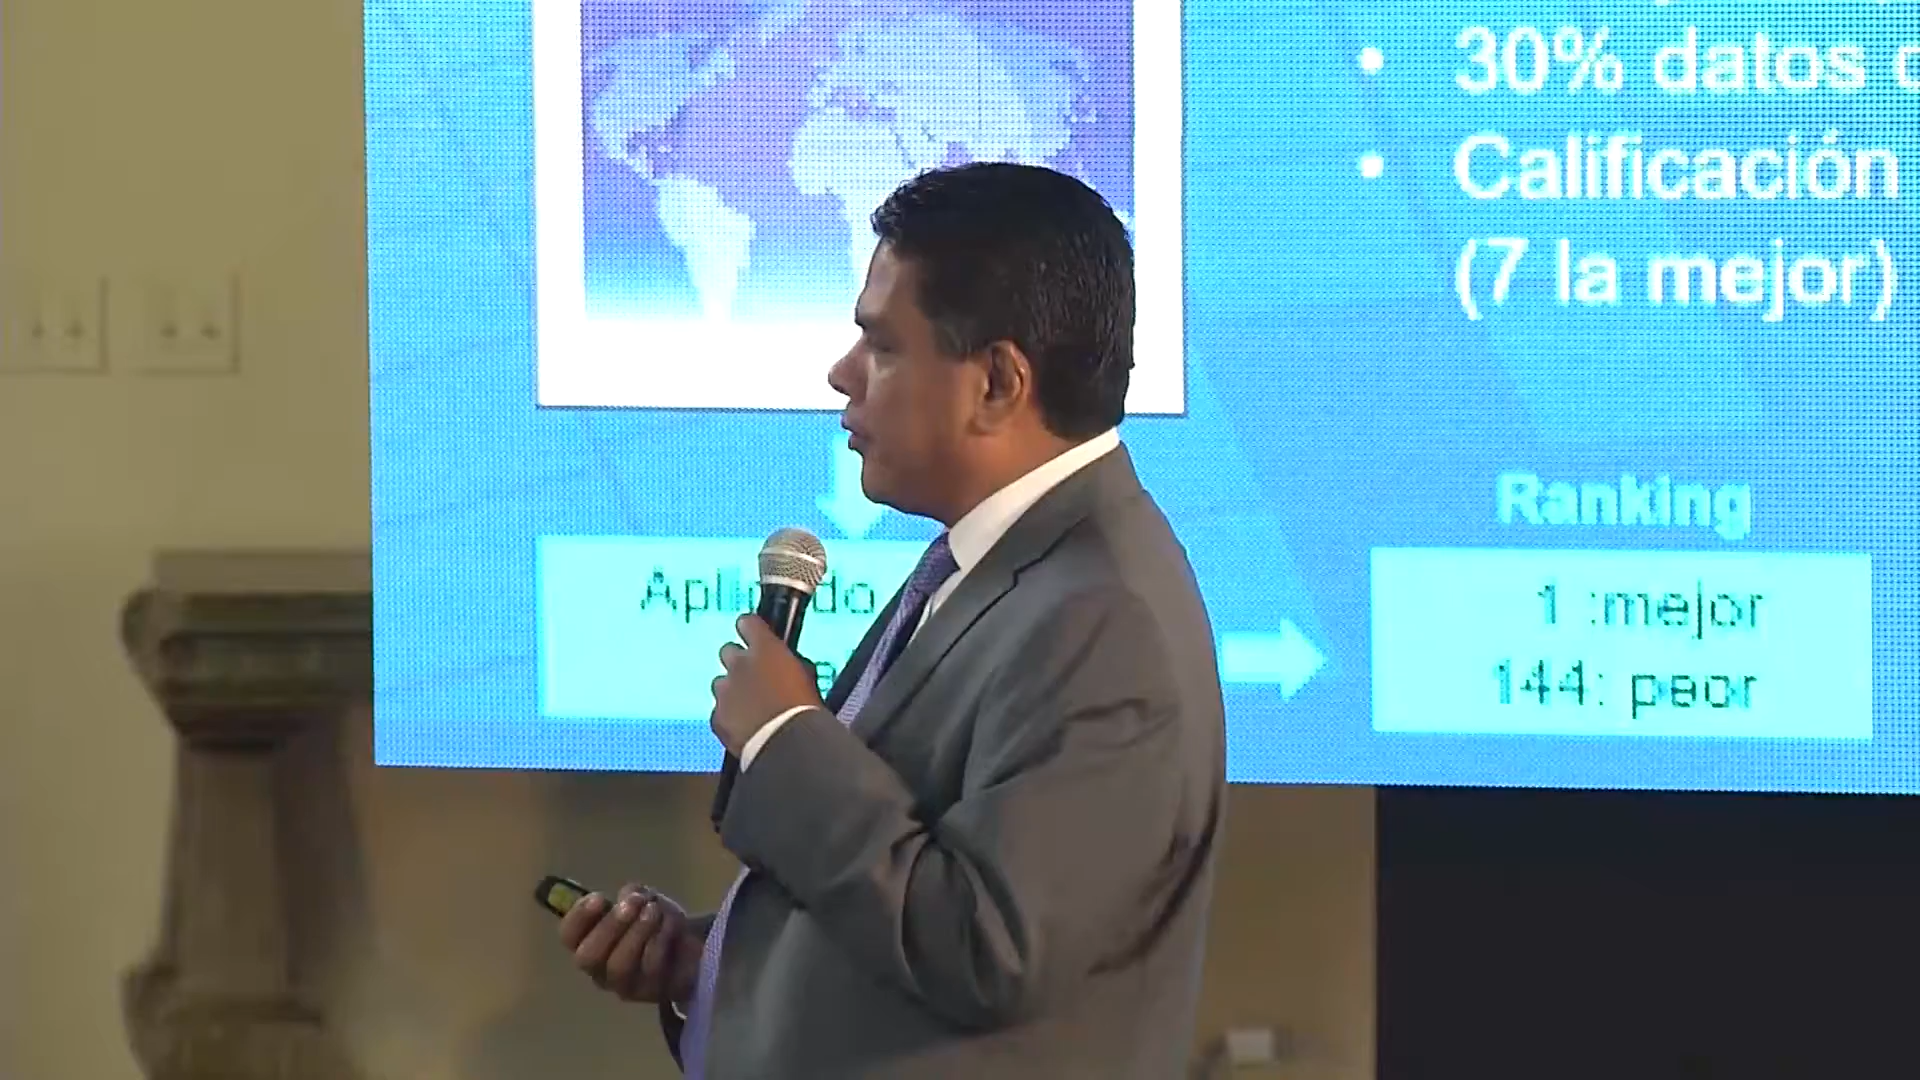 30% datos
Calificación
(7 la mejor)
Ranking
1 :mejor
144: peor